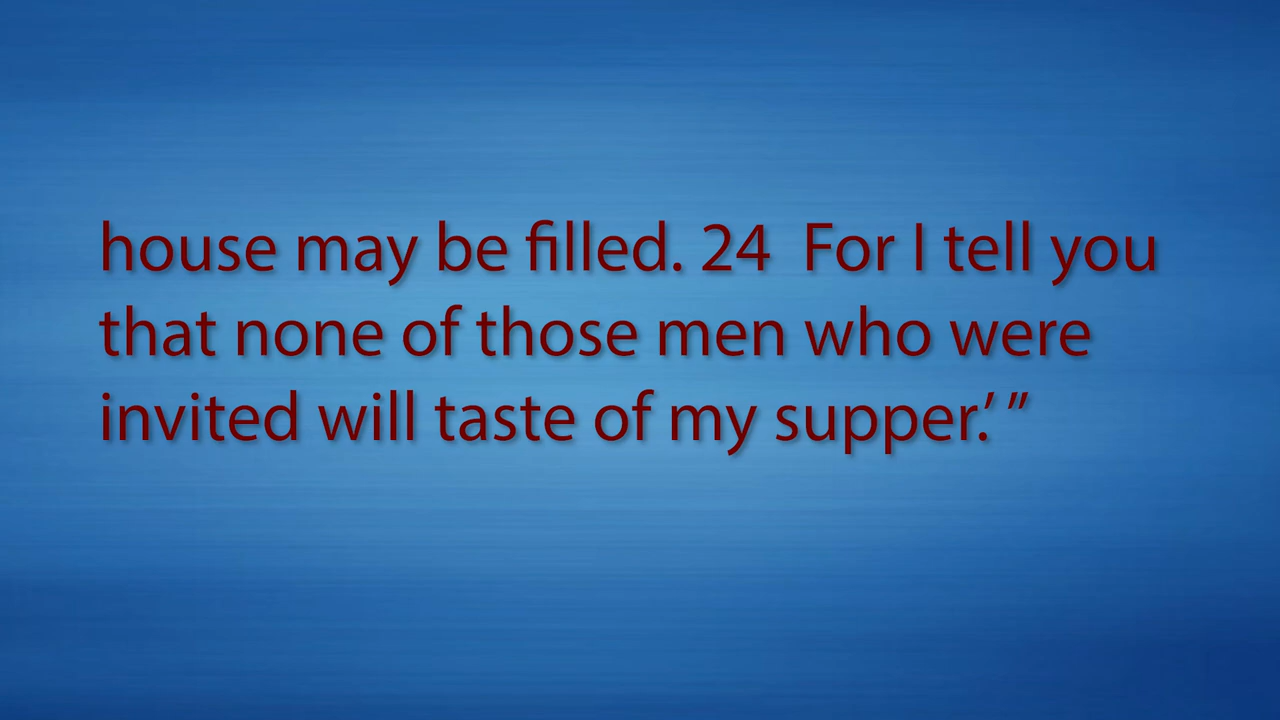 house may be filled. 24  For I tell you
that none of those men who were
invited will taste of my supper.’ ”